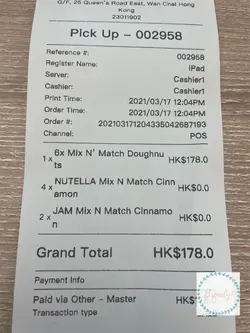 G/F, 25 Queen's Road East, Wan Chai Hong
Kong
23011902
Pick Up - 002958
Reference #: 002958
Register Name: iPad
Server: Cashier1
Cashier: Cashier1
Print Time: 2021/03/17 12:04PM
Order Time: 2021/03/17 12:04PM
Order #: 20210317120433504268719​3
Channel: POS
1 x 6x Mix N' Match Doughnu HK$178.0
ts
4 x NUTELLA Mix N Match Cinn HK$0.0
amon
2 x JAM Mix N Match Cinnamo HK$0.0
n
Grand Total HK$178.0
Payment Info
Paid via Other - Master HK$
Transaction type